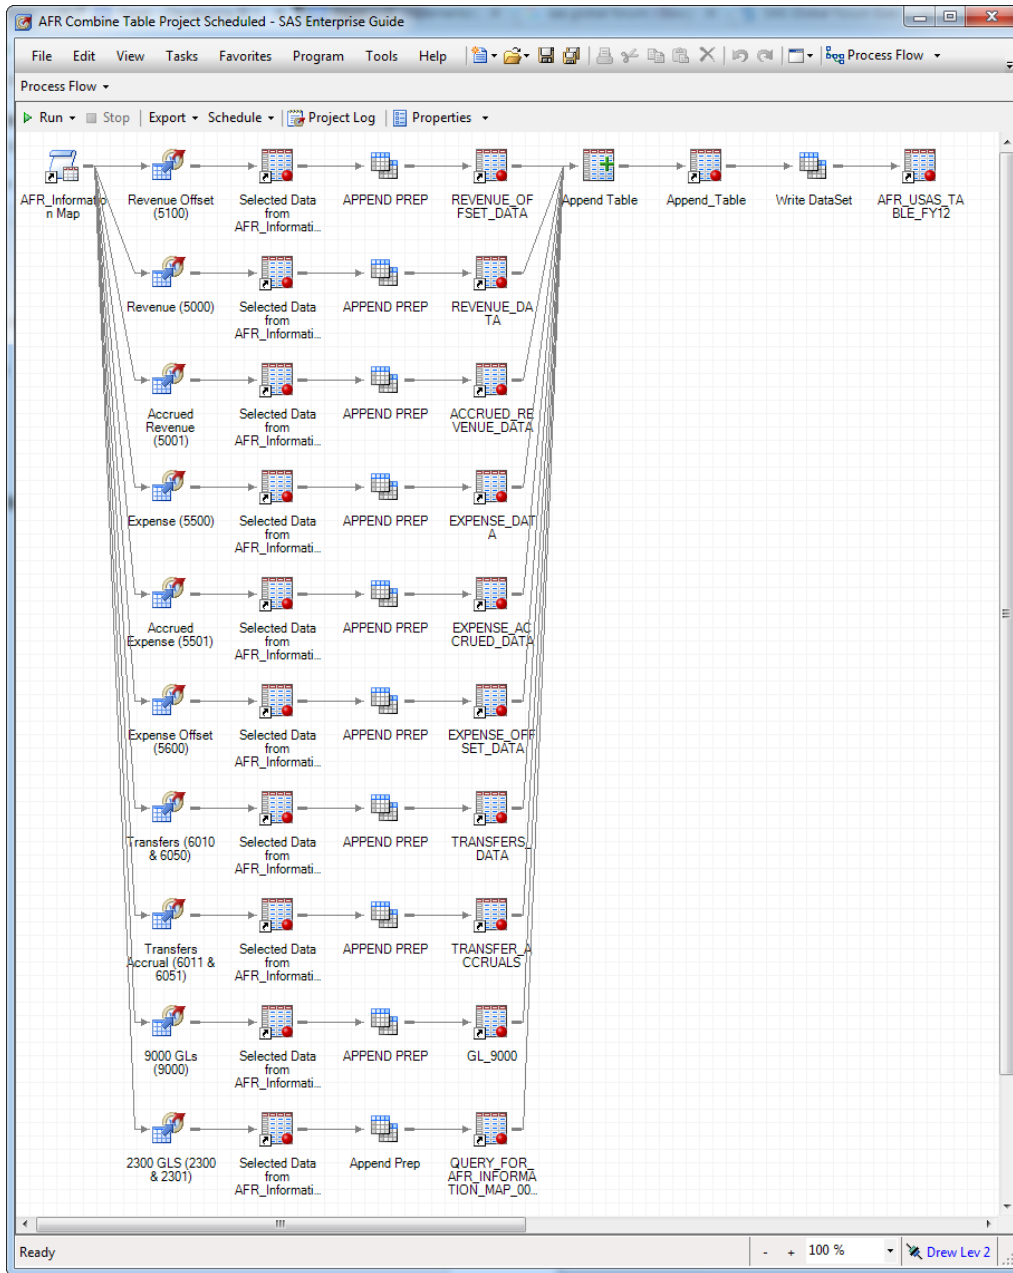 AFR Combine Table Project Scheduled - SAS Enterprise Guide
File Edit View Tasks Favorites Program Tools Help Process Flow
Process Flow
Run Stop Export Schedule Project Log Properties
AFR_Informatio
n Map
Revenue Offset
(5100)
Selected Data
from
AFR_Informati...
APPEND PREP
REVENUE_OF
FSET_DATA
Append Table
Append_Table
Write DataSet
AFR_USAS_TA
BLE_FY12
Revenue (5000)
Selected Data
from
AFR_Informati...
APPEND PREP
REVENUE_DA
TA
Accrued
Revenue
(5001)
Selected Data
from
AFR_Informati...
APPEND PREP
ACCRUED_RE
VENUE_DATA
Expense (5500)
Selected Data
from
AFR_Informati...
APPEND PREP
EXPENSE_DAT
A
Accrued
Expense (5501)
Selected Data
from
AFR_Informati...
APPEND PREP
EXPENSE_AC
CRUED_DATA
Expense Offset
(5600)
Selected Data
from
AFR_Informati...
APPEND PREP
EXPENSE_OFF
SET_DATA
Transfers (6010
& 6050)
Selected Data
from
AFR_Informati...
APPEND PREP
TRANSFERS_
DATA
Transfers
Accrual (6011 &
6051)
Selected Data
from
AFR_Informati...
APPEND PREP
TRANSFER_A
CCRUALS
9000 GLs
(9000)
Selected Data
from
AFR_Informati...
APPEND PREP
GL_9000
2300 GLS (2300
& 2301)
Selected Data
from
AFR_Informati...
Append Prep
QUERY_FOR_
AFR_INFORMA
TION_MAP_00...
Ready - + 100 % Drew Lev 2